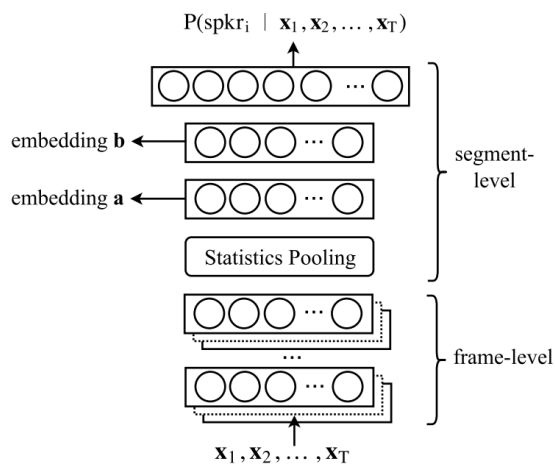 P(spkr_i | x_1, x_2, ..., x_T)
...
embedding b
...
segment-level
embedding a
...
Statistics Pooling
...
...
frame-level
...
x_1, x_2, ..., x_T